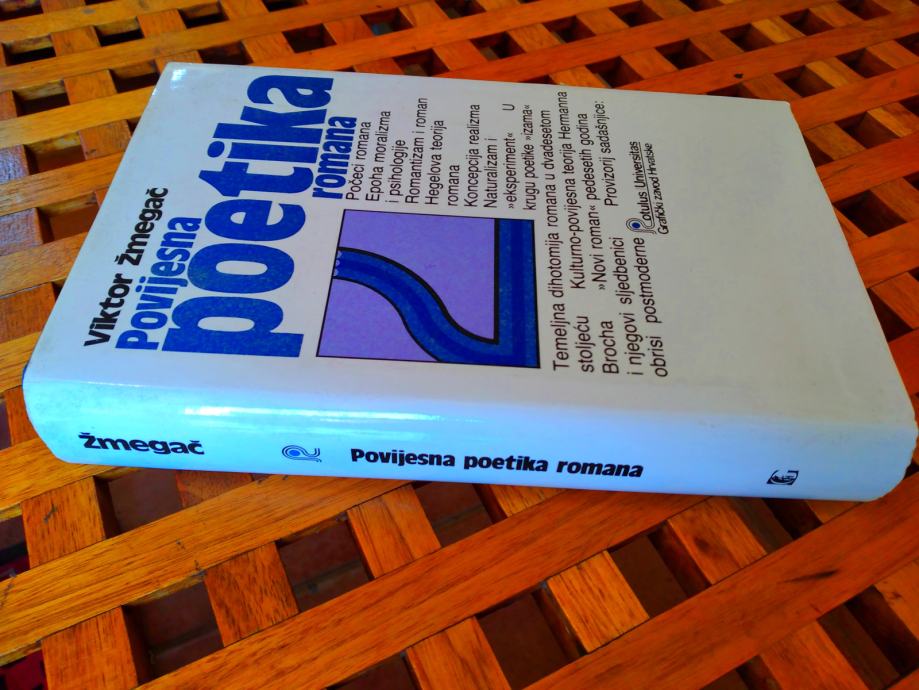 Viktor Žmegač
Povijesna
poetika
romana
Počeci romana
Epoha moralizma
i psihologije
Romantizam i roman
Hegelova teorija
romana
Koncepcija realizma
Naturalizam i
»eksperiment« U
krugu poetike »izama«
Temeljna dihotomija romana u dvadesetom
stoljeću Kulturno-povijesna teorija Hermanna
Brocha »Novi roman« pedesetih godina
i njegovi sljedbenici Provizorij sadašnjice:
obrisi postmoderne
Rotulus Universitas
Grafički zavod Hrvatske
Žmegač
Povijesna poetika romana